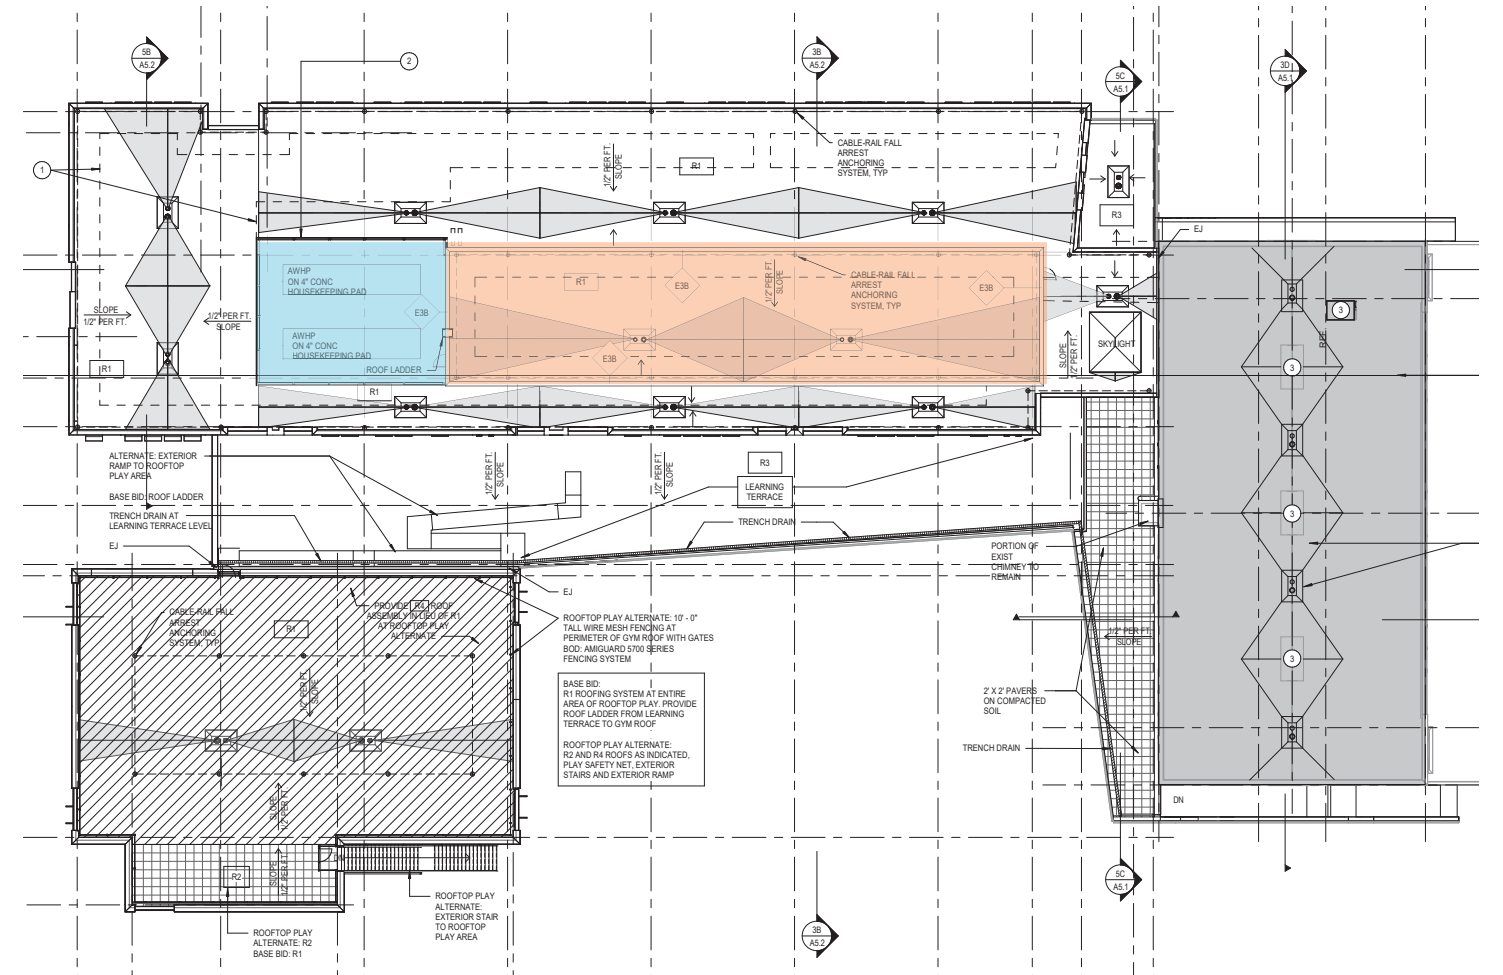 5B
A5.2
2
3B
A5.2
5C
A5.1
3D
A5.1
1
CABLE-RAIL FALL
ARREST
ANCHORING
SYSTEM, TYP
1/2" PER FT.
SLOPE
R1
R3
EJ
AWHP
ON 4" CONC
HOUSEKEEPING PAD
R1
E3B
1/2" PER FT.
SLOPE
CABLE-RAIL FALL
ARREST
ANCHORING
SYSTEM, TYP
E3B
SLOPE
1/2" PER FT.
1/2" PER FT.
SLOPE
E3B
3
REF
AWHP
ON 4" CONC
HOUSEKEEPING PAD
ROOF LADDER
E3B
SKYLIGHT
SLOPE
1/2" PER FT.
R1
R1
3
ALTERNATE: EXTERIOR
RAMP TO ROOFTOP
PLAY AREA
BASE BID: ROOF LADDER
TRENCH DRAIN AT
LEARNING TERRACE LEVEL
EJ
1/2" PER FT.
SLOPE
1/2" PER FT.
SLOPE
R3
LEARNING
TERRACE
TRENCH DRAIN
3
PORTION OF
EXIST
CHIMNEY TO
REMAIN
EJ
CABLE-RAIL FALL
ARREST
ANCHORING
SYSTEM, TYP
R1
PROVIDE R4 ROOF
ASSEMBLY IN LIEU OF R1
AT ROOFTOP PLAY
ALTERNATE
ROOFTOP PLAY ALTERNATE: 10' - 0"
TALL WIRE MESH FENCING AT
PERIMETER OF GYM ROOF WITH GATES
BOD: AMIGUARD 5700 SERIES
FENCING SYSTEM
1/2" PER FT.
SLOPE
3
1/2" PER FT.
SLOPE
BASE BID:
R1 ROOFING SYSTEM AT ENTIRE
AREA OF ROOFTOP PLAY. PROVIDE
ROOF LADDER FROM LEARNING
TERRACE TO GYM ROOF
ROOFTOP PLAY ALTERNATE:
R2 AND R4 ROOFS AS INDICATED,
PLAY SAFETY NET, EXTERIOR
STAIRS AND EXTERIOR RAMP
2' X 2' PAVERS
ON COMPACTED
SOIL
TRENCH DRAIN
SLOPE
1/2" PER FT.
DN
DN
SLOPE
1/2" PER FT.
R2
ROOFTOP PLAY
ALTERNATE:
EXTERIOR STAIR
TO ROOFTOP
PLAY AREA
ROOFTOP PLAY
ALTERNATE: R2
BASE BID: R1
3B
A5.2
5C
A5.1